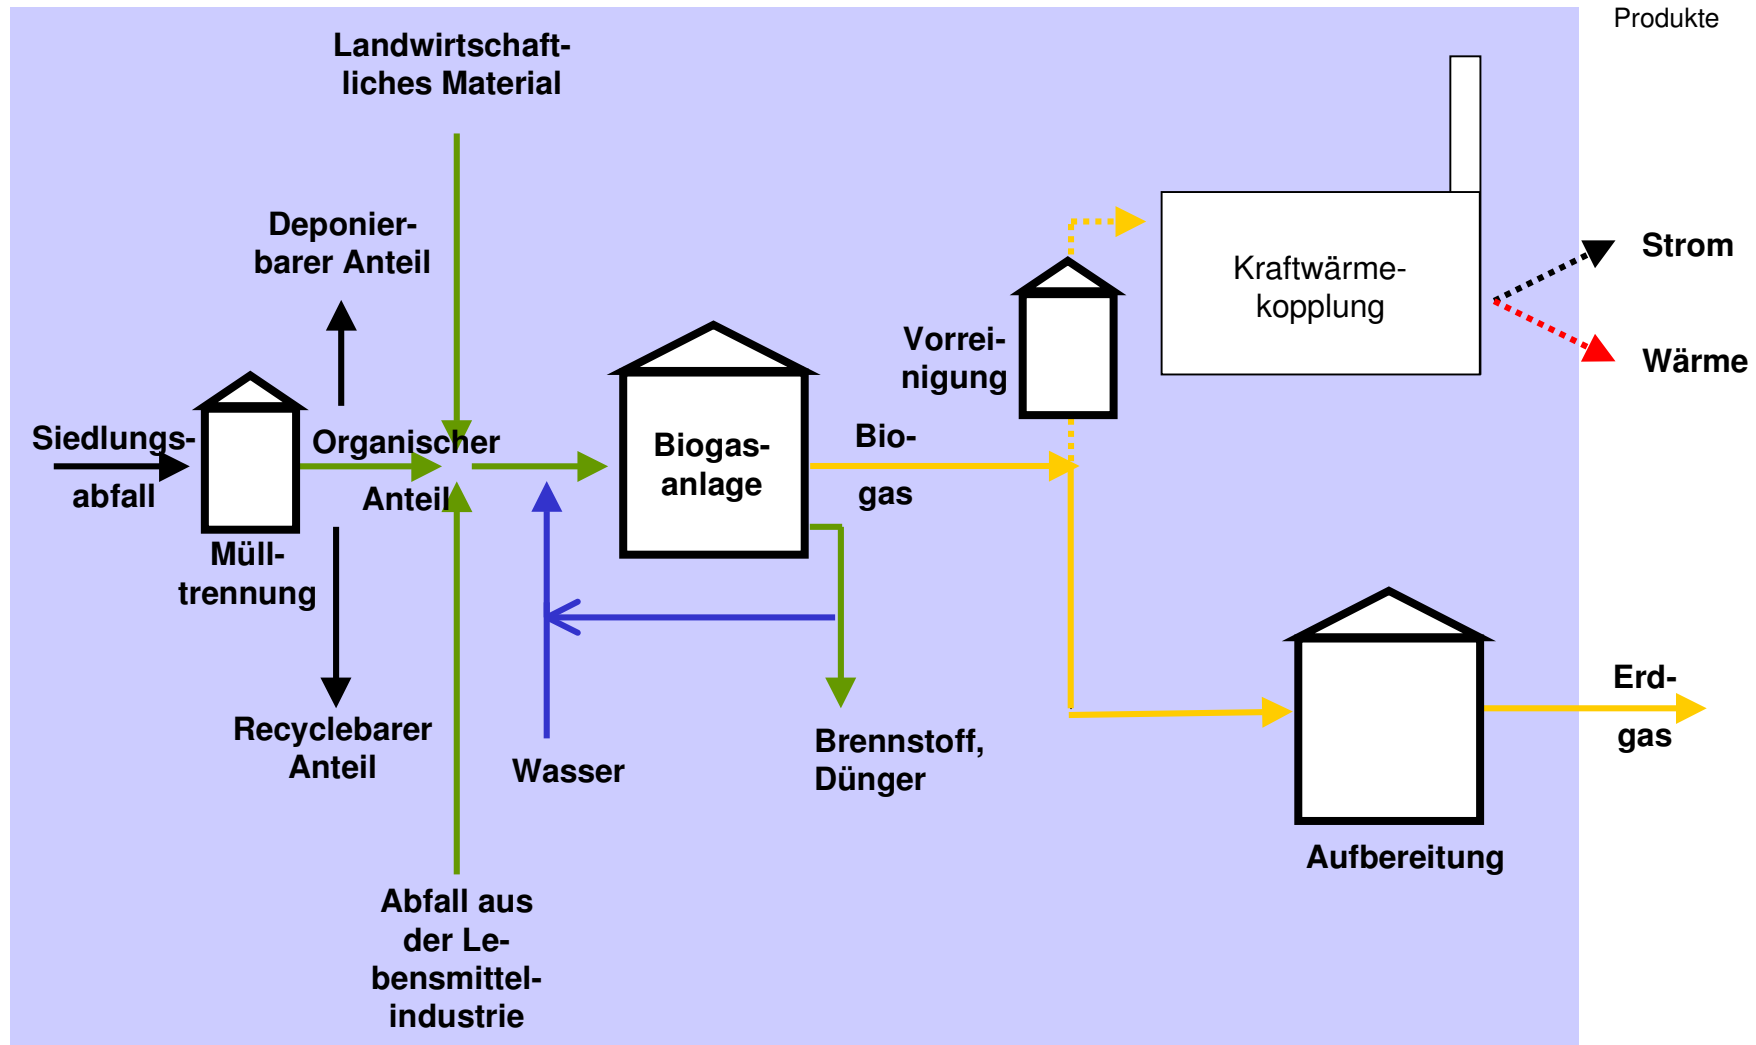 Produkte
Landwirtschaft-
liches Material
Deponier-
barer Anteil
Kraftwärme-
kopplung
Strom
Wärme
Vorrei-
nigung
Siedlungs-
abfall
Organischer
Anteil
Biogas-
anlage
Bio-
gas
Müll-
trennung
Recyclebarer
Anteil
Wasser
Brennstoff,
Dünger
Erd-
gas
Aufbereitung
Abfall aus
der Le-
bensmittel-
industrie